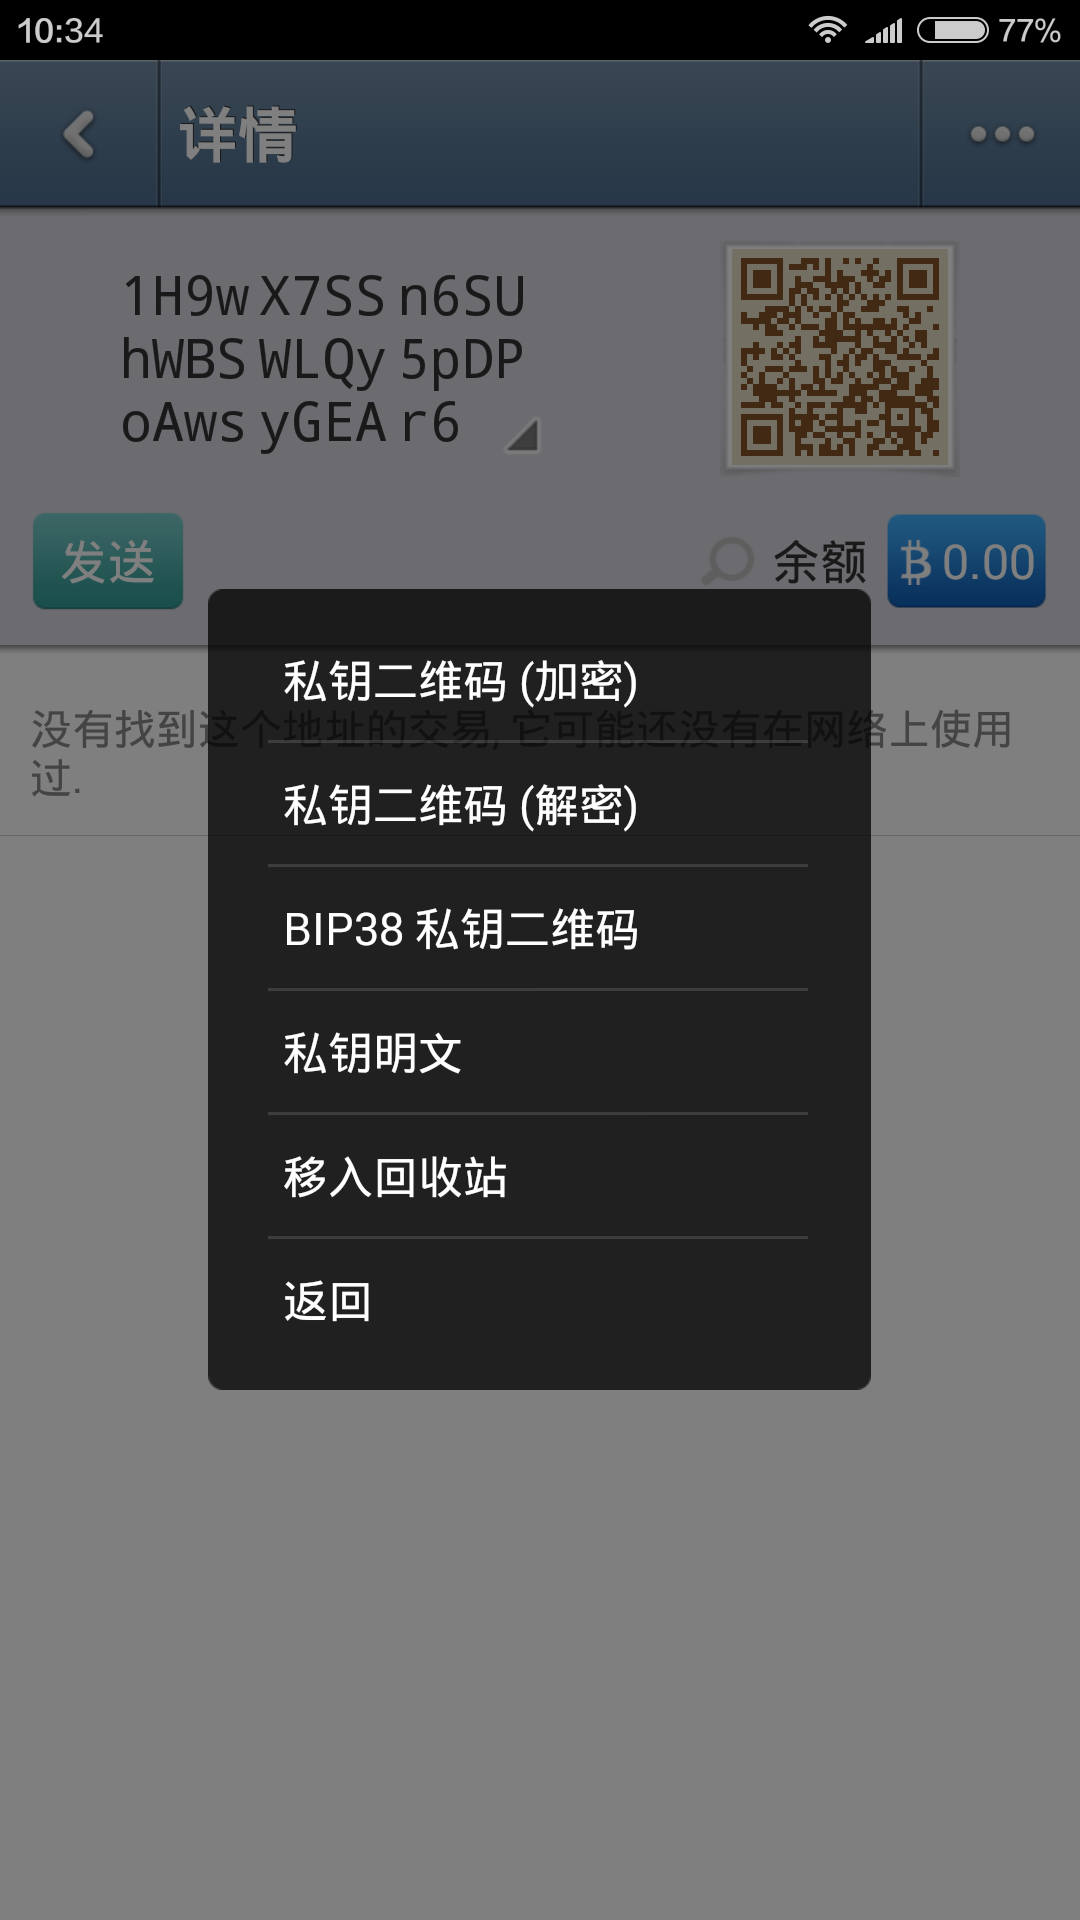 10:34
77%
详情
1H9w X7SS n6SU
hWBS WLQy 5pDP
oAws yGEA r6
发送
余额
0.00
没有找到这个地址的交易, 它可能还没有在网络上使用
过.
私钥二维码 (加密)
私钥二维码 (解密)
BIP38 私钥二维码
私钥明文
移入回收站
返回